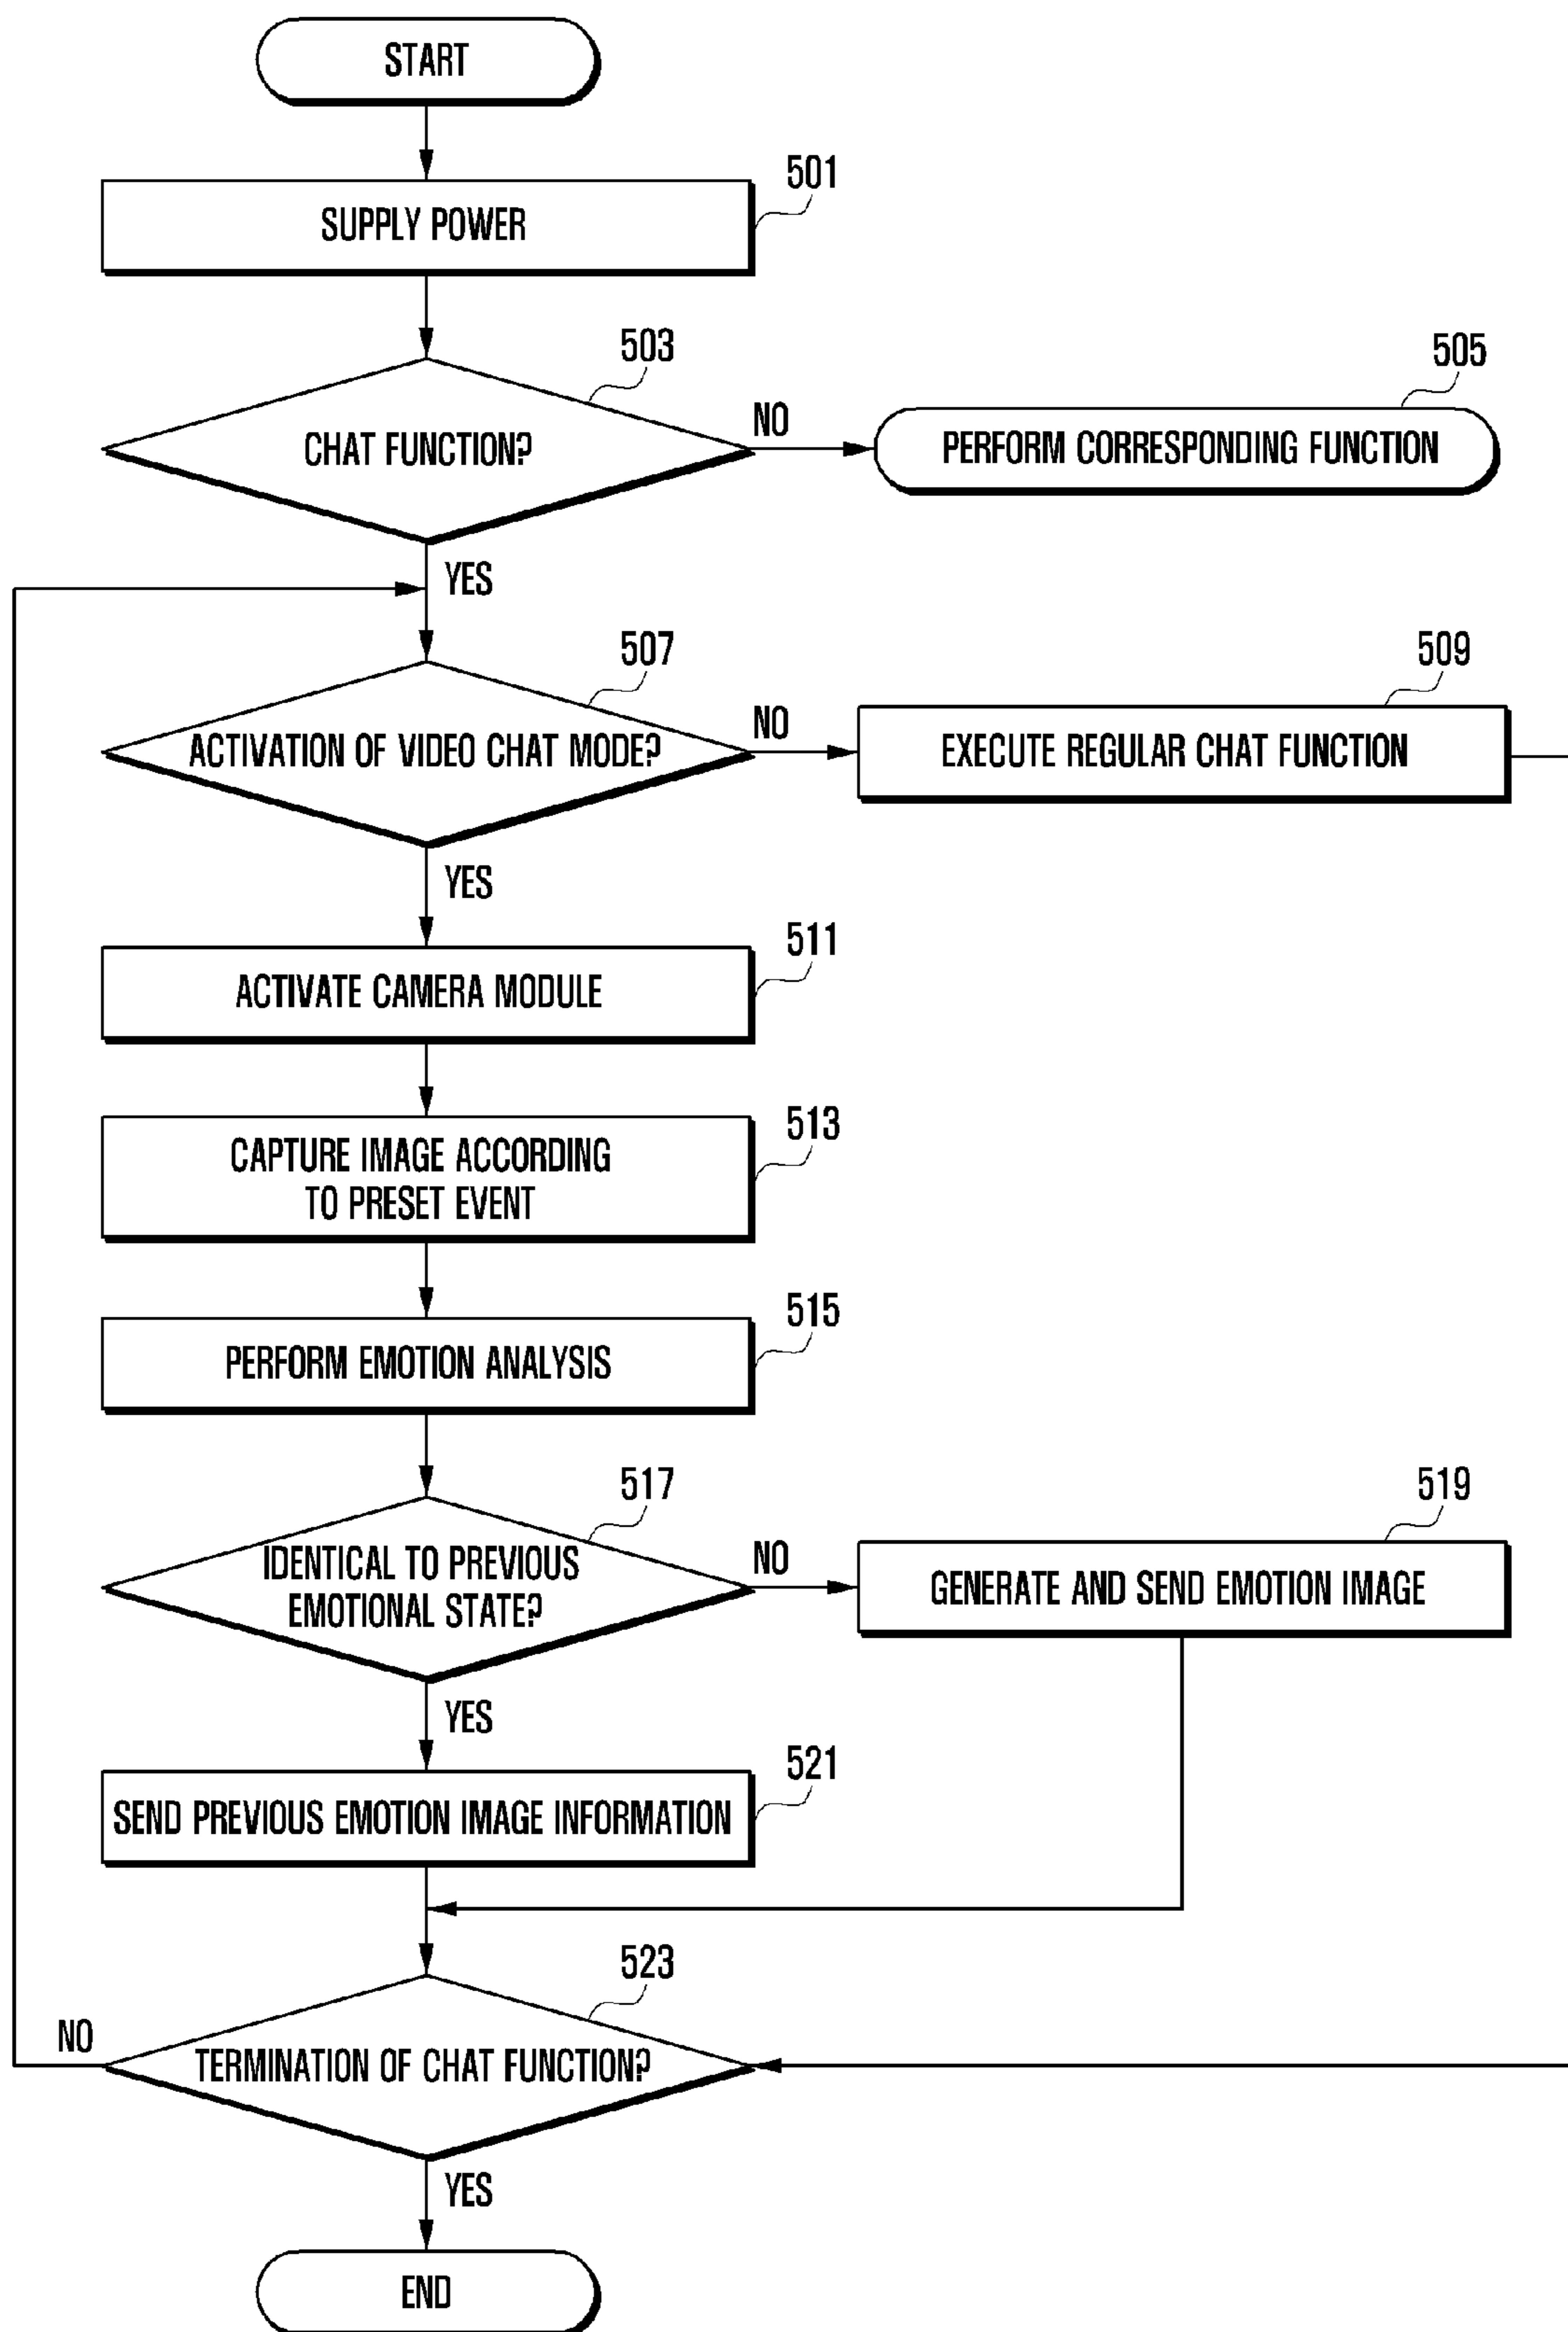 START
501
SUPPLY POWER
503
CHAT FUNCTION?
NO
505
PERFORM CORRESPONDING FUNCTION
YES
507
ACTIVATION OF VIDEO CHAT MODE?
NO
509
EXECUTE REGULAR CHAT FUNCTION
YES
511
ACTIVATE CAMERA MODULE
513
CAPTURE IMAGE ACCORDING
TO PRESET EVENT
515
PERFORM EMOTION ANALYSIS
517
IDENTICAL TO PREVIOUS
EMOTIONAL STATE?
NO
519
GENERATE AND SEND EMOTION IMAGE
YES
521
SEND PREVIOUS EMOTION IMAGE INFORMATION
523
NO
TERMINATION OF CHAT FUNCTION?
YES
END